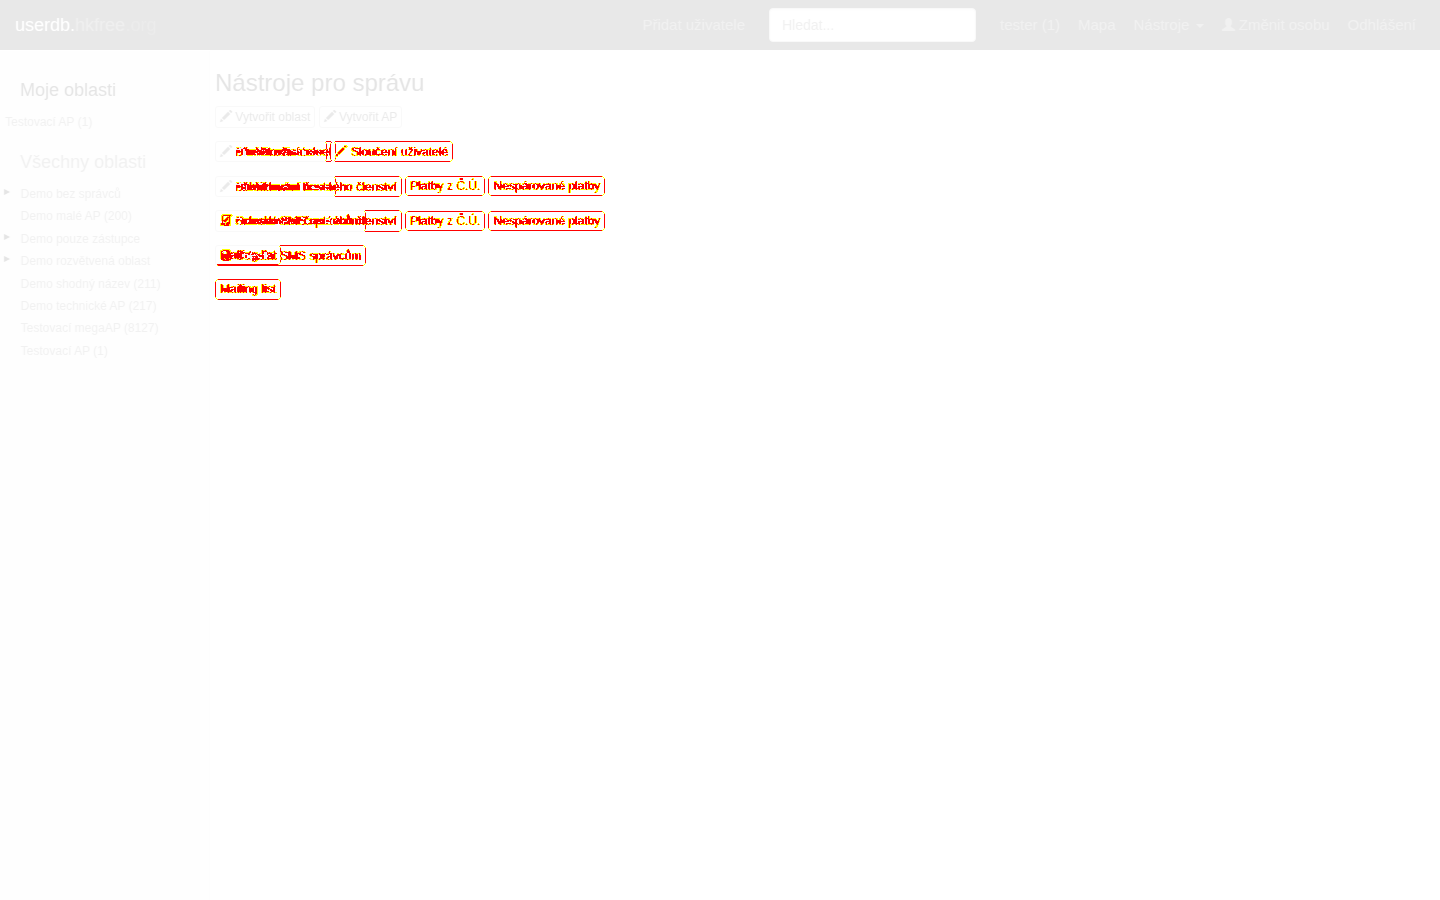 userdb.hkfree.org Přidat uživatele Hledat... tester (1) Mapa Nástroje Změnit osobu Odhlášení
Moje oblasti
Testovací AP (1)
Všechny oblasti
Demo bez správců
Demo malé AP (200)
Demo pouze zástupce
Demo rozvětvená oblast
Demo shodný název (211)
Demo technické AP (217)
Testovací megaAP (8127)
Testovací AP (1)
Nástroje pro správu
Vytvořit oblast Vytvořit AP
Sloučení uživatelé
členství Platby z Č.Ú. Nespárované platby
členství Platby z Č.Ú. Nespárované platby
SMS správcům
Mailing list